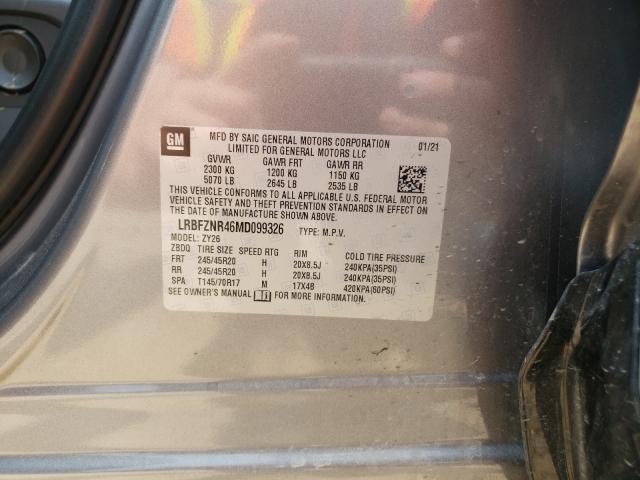 GM
MFD BY SAIC GENERAL MOTORS CORPORATION 01/21
LIMITED FOR GENERAL MOTORS LLC
GVWR GAWR FRT GAWR RR
2300 KG 1200 KG 1150 KG
5070 LB 2645 LB 2535 LB
THIS VEHICLE CONFORMS TO ALL APPLICABLE U.S. FEDERAL MOTOR
VEHICLE SAFETY AND THEFT PREVENTION STANDARDS IN EFFECT
ON THE DATE OF MANUFACTURE SHOWN ABOVE.
LRBFZNR46MD099326 TYPE: M.P.V.
MODEL: ZY26
ZBDQ TIRE SIZE SPEED RTG RIM COLD TIRE PRESSURE
FRT 245/45R20 H 20X8.5J 240KPA(35PSI)
RR 245/45R20 H 20X8.5J 240KPA(35PSI)
SPA T145/70R17 M 17X4B 420KPA(60PSI)
SEE OWNER'S MANUAL FOR MORE INFORMATION.